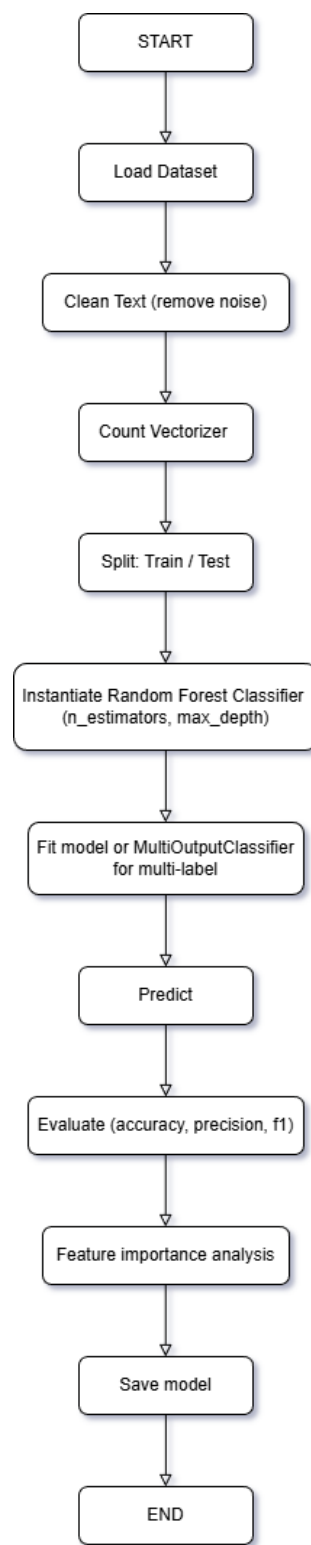 START
Load Dataset
Clean Text (remove noise)
Count Vectorizer
Split: Train / Test
Instantiate Random Forest Classifier
(n_estimators, max_depth)
Fit model or MultiOutputClassifier
for multi-label
Predict
Evaluate (accuracy, precision, f1)
Feature importance analysis
Save model
END